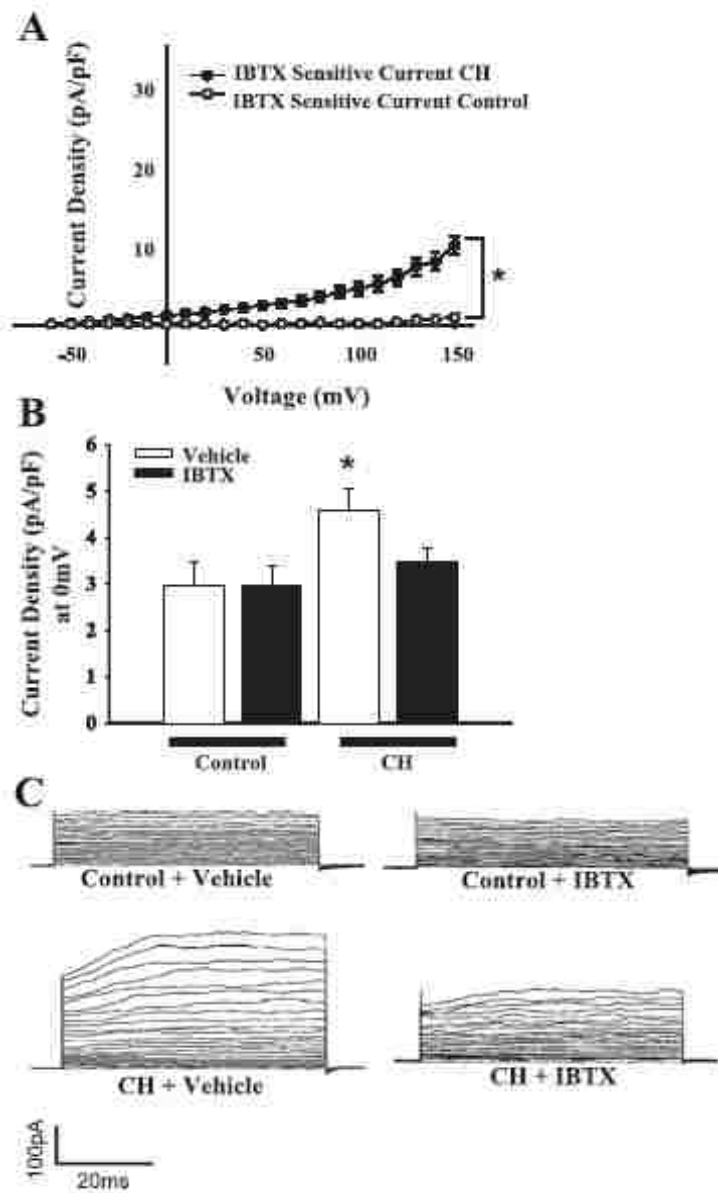 A
Current Density (pA/pF)
30
20
10
IBTX Sensitive Current CH
IBTX Sensitive Current Control
*
-50
50
100
150
Voltage (mV)
B
Current Density (pA/pF)
at 0mV
6
5
4
3
2
1
0
Vehicle
IBTX
*
Control
CH
C
Control + Vehicle
Control + IBTX
CH + Vehicle
CH + IBTX
100pA
20ms